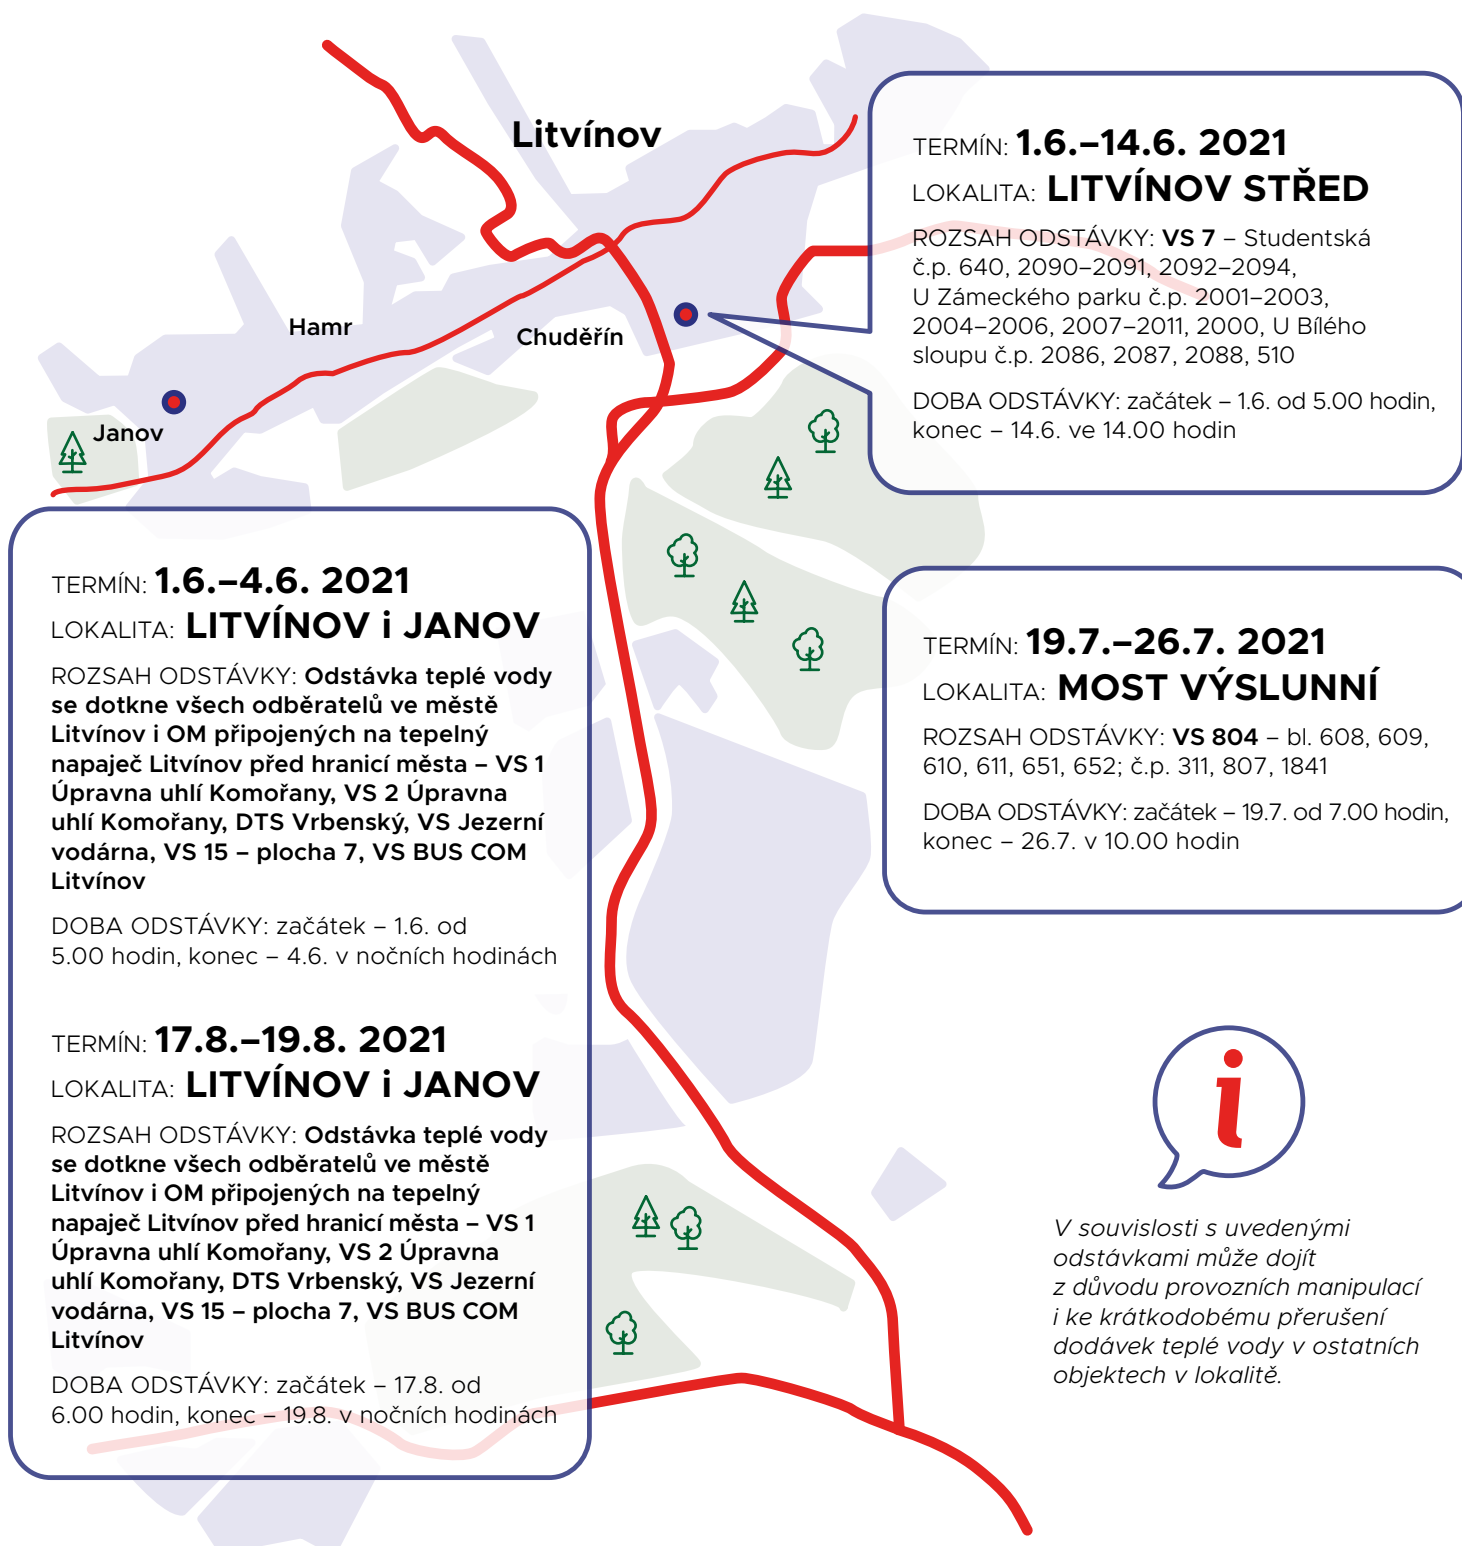 Litvínov
Hamr
Chuděřín
Janov
TERMÍN: 1.6.–14.6. 2021
LOKALITA: LITVÍNOV STŘED
ROZSAH ODSTÁVKY: VS 7 – Studentská
č.p. 640, 2090–2091, 2092–2094,
U Zámeckého parku č.p. 2001–2003,
2004–2006, 2007–2011, 2000, U Bílého
sloupu č.p. 2086, 2087, 2088, 510
DOBA ODSTÁVKY: začátek – 1.6. od 5.00 hodin,
konec – 14.6. ve 14.00 hodin
TERMÍN: 1.6.–4.6. 2021
LOKALITA: LITVÍNOV i JANOV
ROZSAH ODSTÁVKY: Odstávka teplé vody
se dotkne všech odběratelů ve městě
Litvínov i OM připojených na tepelný
napaječ Litvínov před hranicí města – VS 1
Úpravna uhlí Komořany, VS 2 Úpravna
uhlí Komořany, DTS Vrbenský, VS Jezerní
vodárna, VS 15 – plocha 7, VS BUS COM
Litvínov
DOBA ODSTÁVKY: začátek – 1.6. od
5.00 hodin, konec – 4.6. v nočních hodinách
TERMÍN: 17.8.–19.8. 2021
LOKALITA: LITVÍNOV i JANOV
ROZSAH ODSTÁVKY: Odstávka teplé vody
se dotkne všech odběratelů ve městě
Litvínov i OM připojených na tepelný
napaječ Litvínov před hranicí města – VS 1
Úpravna uhlí Komořany, VS 2 Úpravna
uhlí Komořany, DTS Vrbenský, VS Jezerní
vodárna, VS 15 – plocha 7, VS BUS COM
Litvínov
DOBA ODSTÁVKY: začátek – 17.8. od
6.00 hodin, konec – 19.8. v nočních hodinách
TERMÍN: 19.7.–26.7. 2021
LOKALITA: MOST VÝSLUNNÍ
ROZSAH ODSTÁVKY: VS 804 – bl. 608, 609,
610, 611, 651, 652; č.p. 311, 807, 1841
DOBA ODSTÁVKY: začátek – 19.7. od 7.00 hodin,
konec – 26.7. v 10.00 hodin
i
V souvislosti s uvedenými
odstávkami může dojít
z důvodu provozních manipulací
i ke krátkodobému přerušení
dodávek teplé vody v ostatních
objektech v lokalitě.